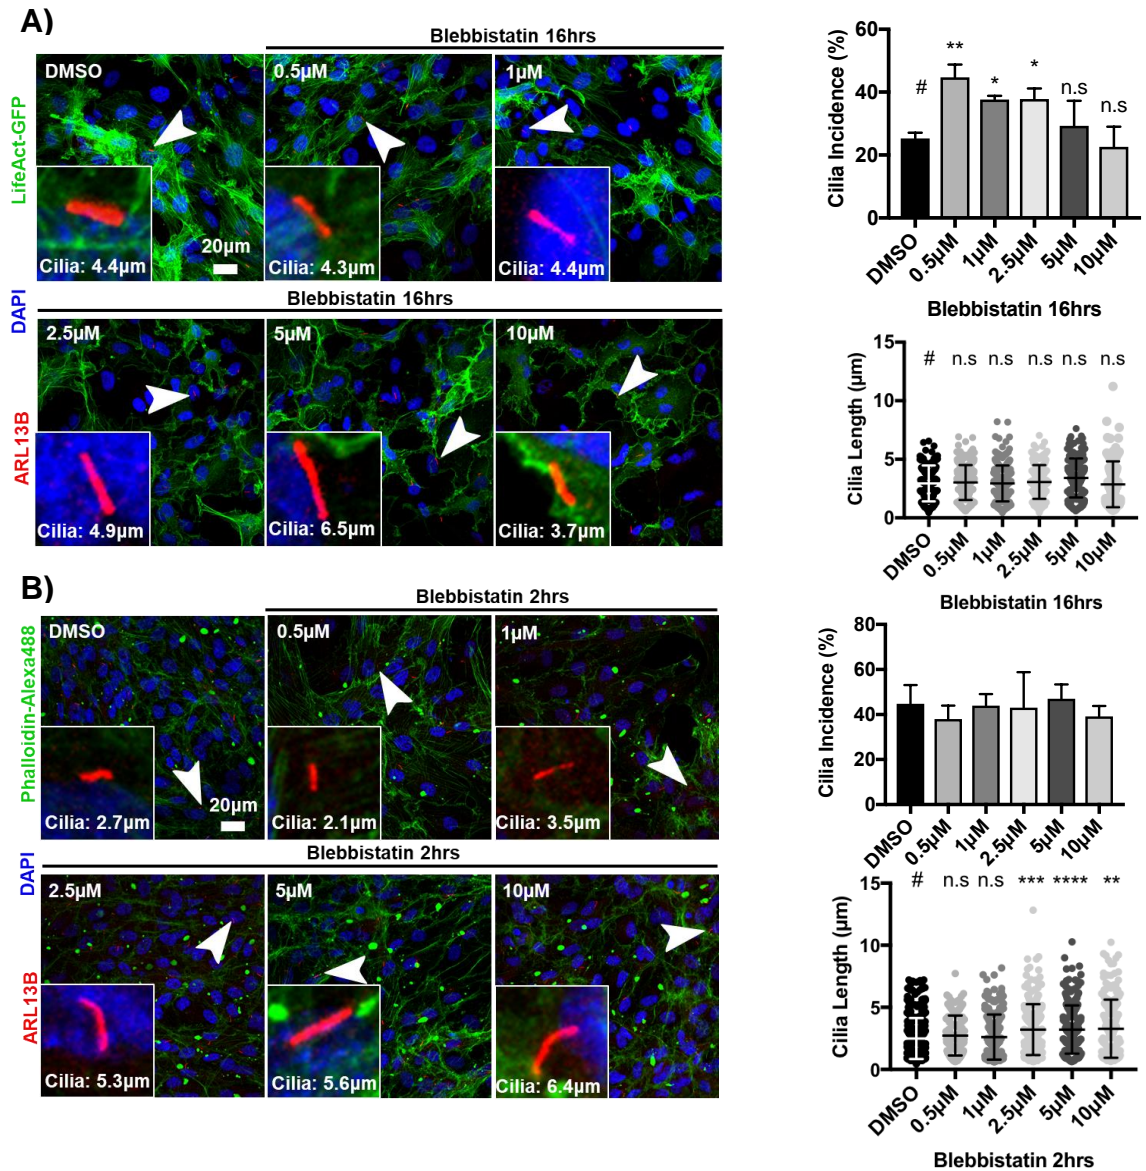 A)
Blebbistatin 16hrs
DMSO
0.5µM
1µM
LifeAct-GFP
20µm
Cilia: 4.4µm
Cilia: 4.3µm
Cilia: 4.4µm
Blebbistatin 16hrs
DAPI
2.5µM
5µM
10µM
ARL13B
Cilia: 4.9µm
Cilia: 6.5µm
Cilia: 3.7µm
Cilia Incidence (%)
60
40
20
0
# ** * * n.s n.s
DMSO 0.5µM 1µM 2.5µM 5µM 10µM
Blebbistatin 16hrs
Cilia Length (µm)
15
10
5
0
# n.s n.s n.s n.s n.s
DMSO 0.5µM 1µM 2.5µM 5µM 10µM
Blebbistatin 16hrs
B)
Blebbistatin 2hrs
DMSO
0.5µM
1µM
Phalloidin-Alexa488
20µm
Cilia: 2.7µm
Cilia: 2.1µm
Cilia: 3.5µm
Blebbistatin 2hrs
DAPI
2.5µM
5µM
10µM
ARL13B
Cilia: 5.3µm
Cilia: 5.6µm
Cilia: 6.4µm
Cilia Incidence (%)
80
60
40
20
0
DMSO 0.5µM 1µM 2.5µM 5µM 10µM
Cilia Length (µm)
15
10
5
0
# n.s n.s *** **** **
DMSO 0.5µM 1µM 2.5µM 5µM 10µM
Blebbistatin 2hrs